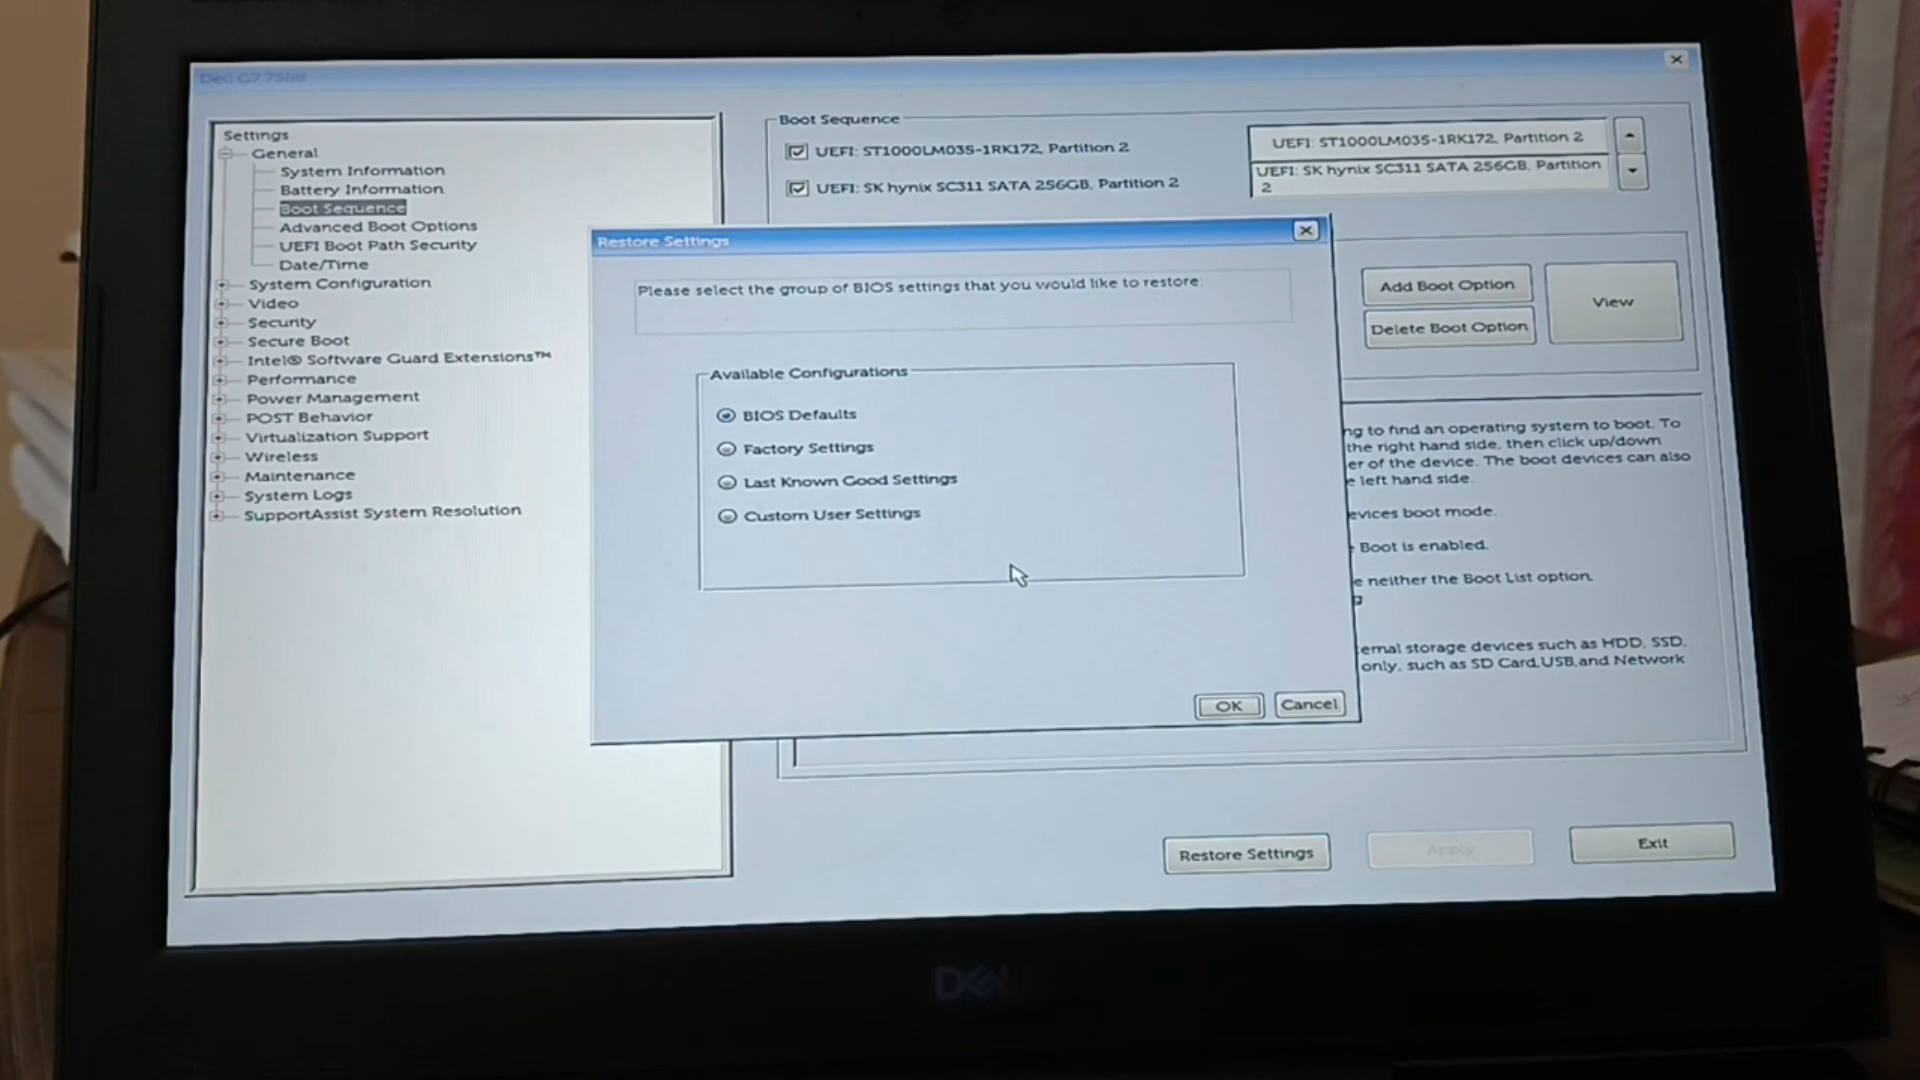 Dell G7 7588
Settings
General
System Information
Battery Information
Boot Sequence
Advanced Boot Options
UEFI Boot Path Security
Date/Time
System Configuration
Video
Security
Secure Boot
Intel® Software Guard Extensions™
Performance
Power Management
POST Behavior
Virtualization Support
Wireless
Maintenance
System Logs
SupportAssist System Resolution
Boot Sequence
UEFI: ST1000LM035-1RK172, Partition 2
UEFI: SK hynix SC311 SATA 256GB, Partition 2
UEFI: ST1000LM035-1RK172, Partition 2
UEFI: SK hynix SC311 SATA 256GB, Partition
2
Add Boot Option
Delete Boot Option
View
Restore Settings
Please select the group of BIOS settings that you would like to restore:
Available Configurations
BIOS Defaults
Factory Settings
Last Known Good Settings
Custom User Settings
OK
Cancel
ng to find an operating system to boot. To
the right hand side, then click up/down
er of the device. The boot devices can also
e left hand side.
evices boot mode.
Boot is enabled.
e neither the Boot List option,
g
ernal storage devices such as HDD, SSD,
only, such as SD Card,USB,and Network
Restore Settings
Apply
Exit
DELL